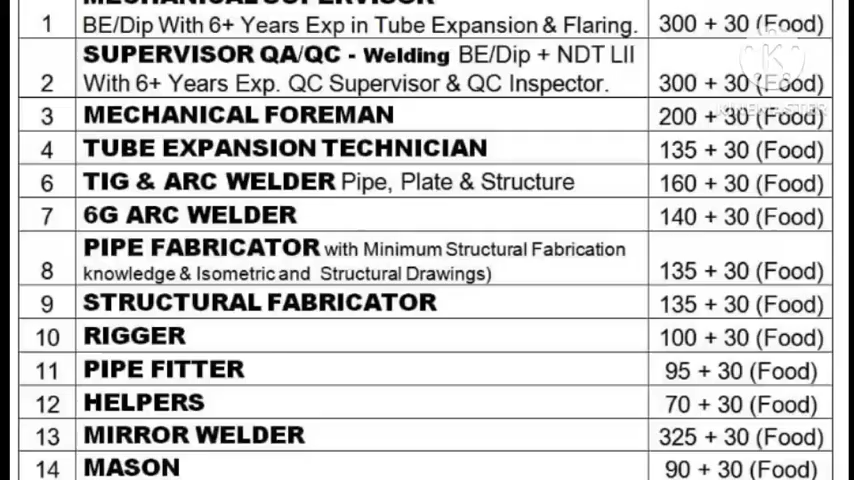 MECHANICAL SUPERVISOR
1 BE/Dip With 6+ Years Exp in Tube Expansion & Flaring. 300 + 30 (Food)
SUPERVISOR QA/QC - Welding BE/Dip + NDT LII
2 With 6+ Years Exp. QC Supervisor & QC Inspector. 300 + 30 (Food)
KINEMASTER
3 MECHANICAL FOREMAN 200 + 30 (Food)
4 TUBE EXPANSION TECHNICIAN 135 + 30 (Food)
6 TIG & ARC WELDER Pipe, Plate & Structure 160 + 30 (Food)
7 6G ARC WELDER 140 + 30 (Food)
PIPE FABRICATOR with Minimum Structural Fabrication
8 knowledge & Isometric and Structural Drawings) 135 + 30 (Food)
9 STRUCTURAL FABRICATOR 135 + 30 (Food)
10 RIGGER 100 + 30 (Food)
11 PIPE FITTER 95 + 30 (Food)
12 HELPERS 70 + 30 (Food)
13 MIRROR WELDER 325 + 30 (Food)
14 MASON 90 + 30 (Food)